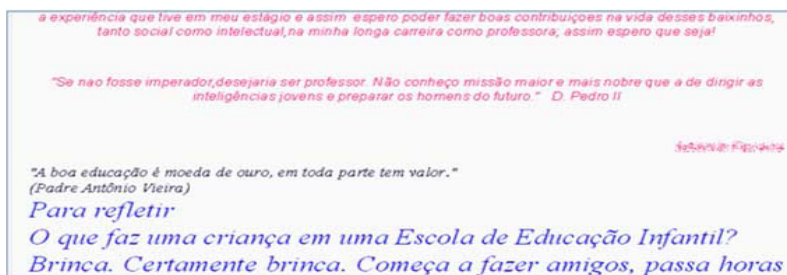 a experiência que tive em meu estágio e assim espero poder fazer boas contribuiçoes na vida desses baixinhos,
tanto social como intelectual,na minha longa carreira como professora, assim espero que seja!
"Se nao fosse imperador,desejaria ser professor. Não conheço missão maior e mais nobre que a de dirigir as
inteligências jovens e preparar os homens do futuro." D. Pedro II
"A boa educação é moeda de ouro, em toda parte tem valor."
(Padre Antônio Vieira)
Para refletir
O que faz uma criança em uma Escola de Educação Infantil?
Brinca. Certamente brinca. Começa a fazer amigos, passa horas